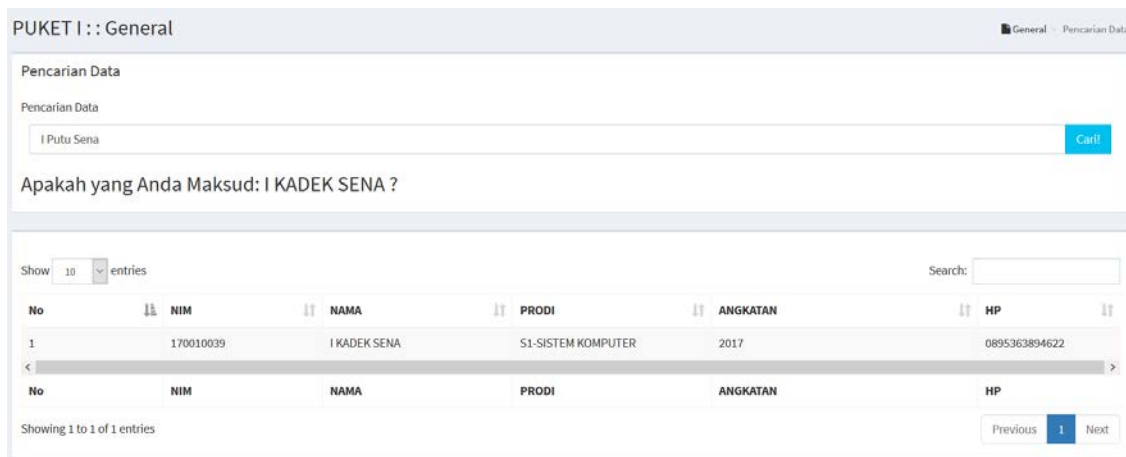 PUKET I : : General
General - Pencarian Data
Pencarian Data
Pencarian Data
I Putu Sena
Cari!
Apakah yang Anda Maksud: I KADEK SENA ?
Show 10 entries
Search:
No NIM NAMA PRODI ANGKATAN HP
1 170010039 I KADEK SENA S1-SISTEM KOMPUTER 2017 0895363894622
No NIM NAMA PRODI ANGKATAN HP
Showing 1 to 1 of 1 entries
Previous 1 Next